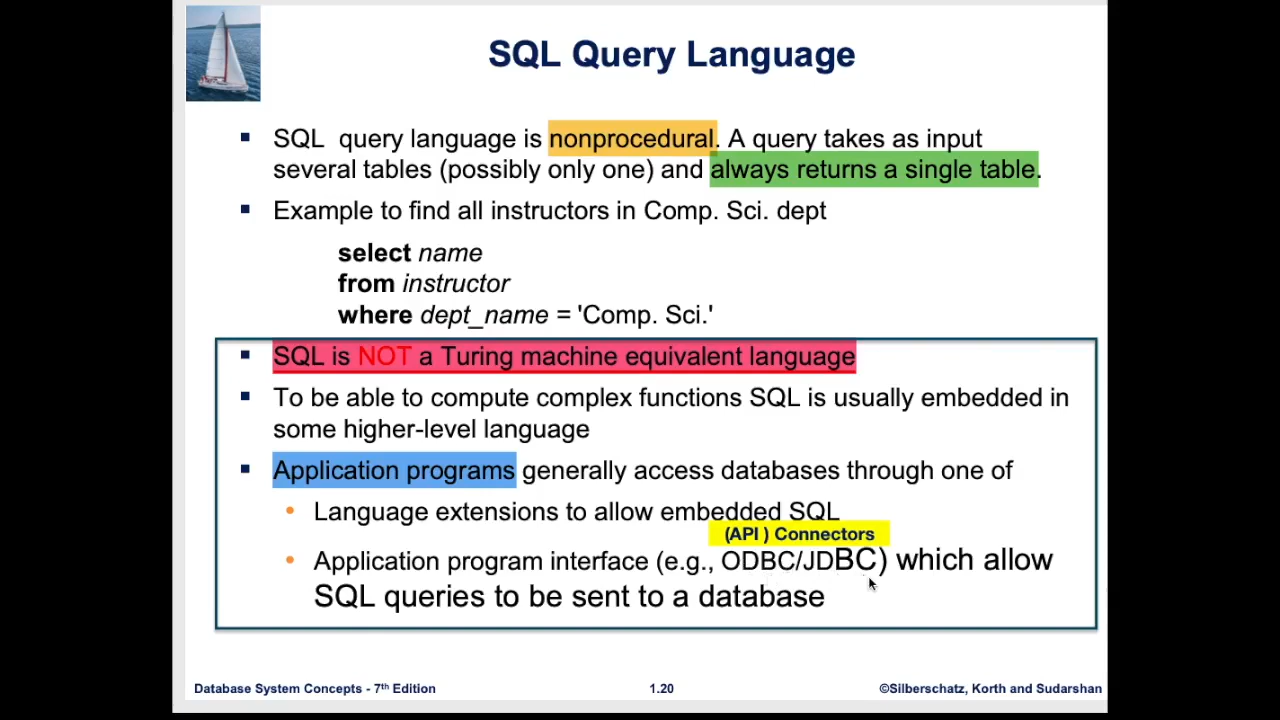 SQL Query Language
▪ SQL query language is nonprocedural. A query takes as input
several tables (possibly only one) and always returns a single table.
▪ Example to find all instructors in Comp. Sci. dept
select name
from instructor
where dept_name = 'Comp. Sci.'
▪ SQL is NOT a Turing machine equivalent language
▪ To be able to compute complex functions SQL is usually embedded in
some higher-level language
▪ Application programs generally access databases through one of
• Language extensions to allow embedded SQL
(API ) Connectors
• Application program interface (e.g., ODBC/JDBC) which allow
SQL queries to be sent to a database
Database System Concepts - 7th Edition
1.20
©Silberschatz, Korth and Sudarshan